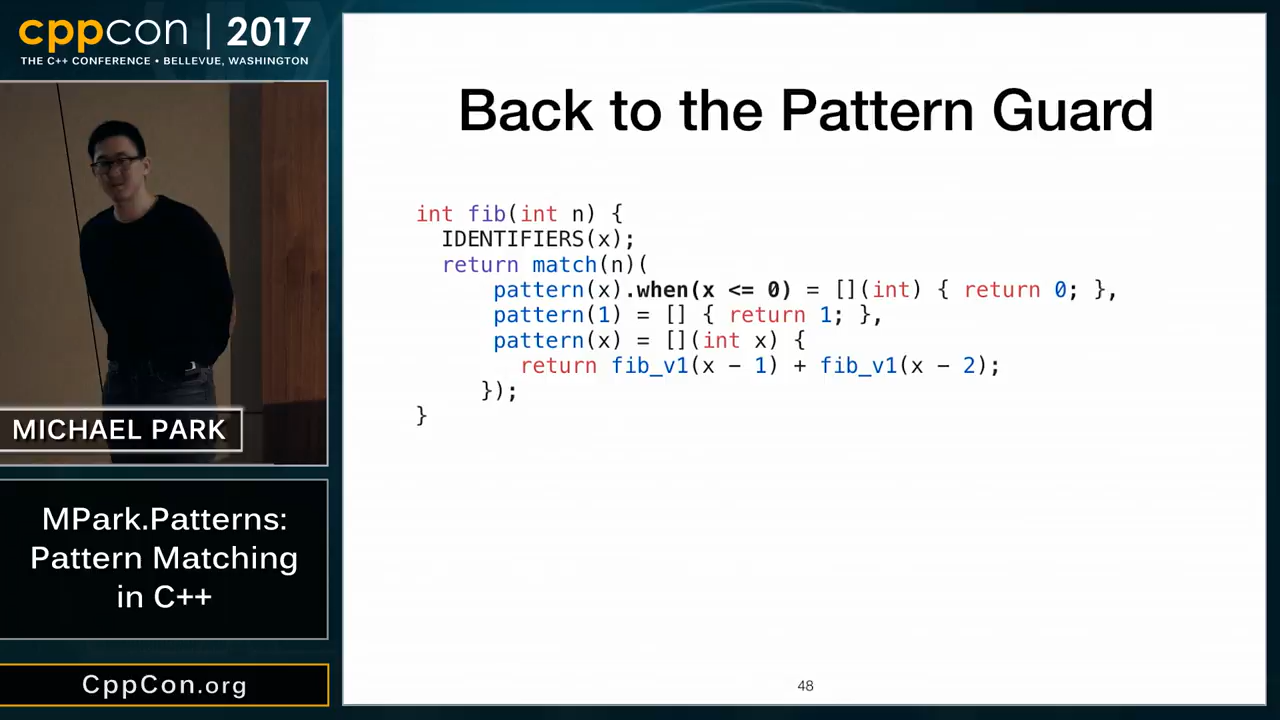 cppcon | 2017
THE C++ CONFERENCE • BELLEVUE, WASHINGTON
MICHAEL PARK
MPark.Patterns:
Pattern Matching
in C++
CppCon.org
Back to the Pattern Guard
int fib(int n) {
  IDENTIFIERS(x);
  return match(n)(
      pattern(x).when(x <= 0) = [](int) { return 0; },
      pattern(1) = [] { return 1; },
      pattern(x) = [](int x) {
        return fib_v1(x - 1) + fib_v1(x - 2);
     });
}
48